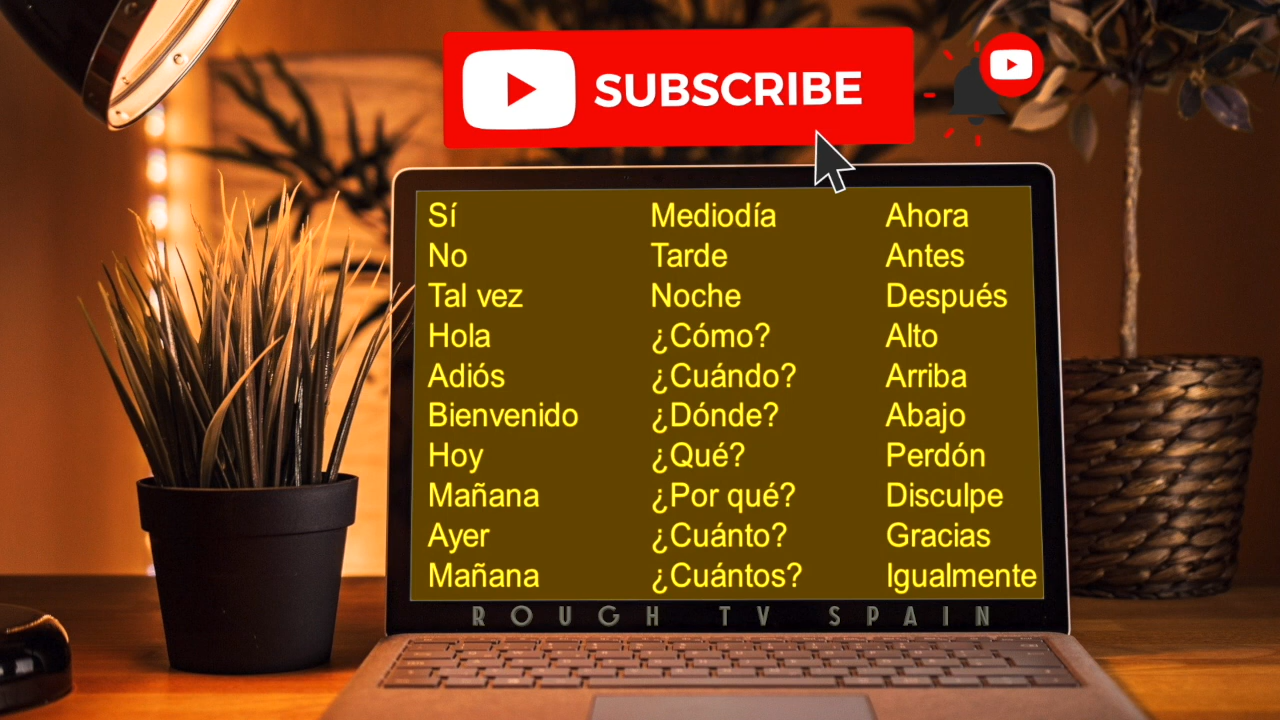 SUBSCRIBE
Sí
No
Tal vez
Hola
Adiós
Bienvenido
Hoy
Mañana
Ayer
Mañana
Mediodía
Tarde
Noche
¿Cómo?
¿Cuándo?
¿Dónde?
¿Qué?
¿Por qué?
¿Cuánto?
¿Cuántos?
Ahora
Antes
Después
Alto
Arriba
Abajo
Perdón
Disculpe
Gracias
Igualmente
ROUGH TV SPAIN